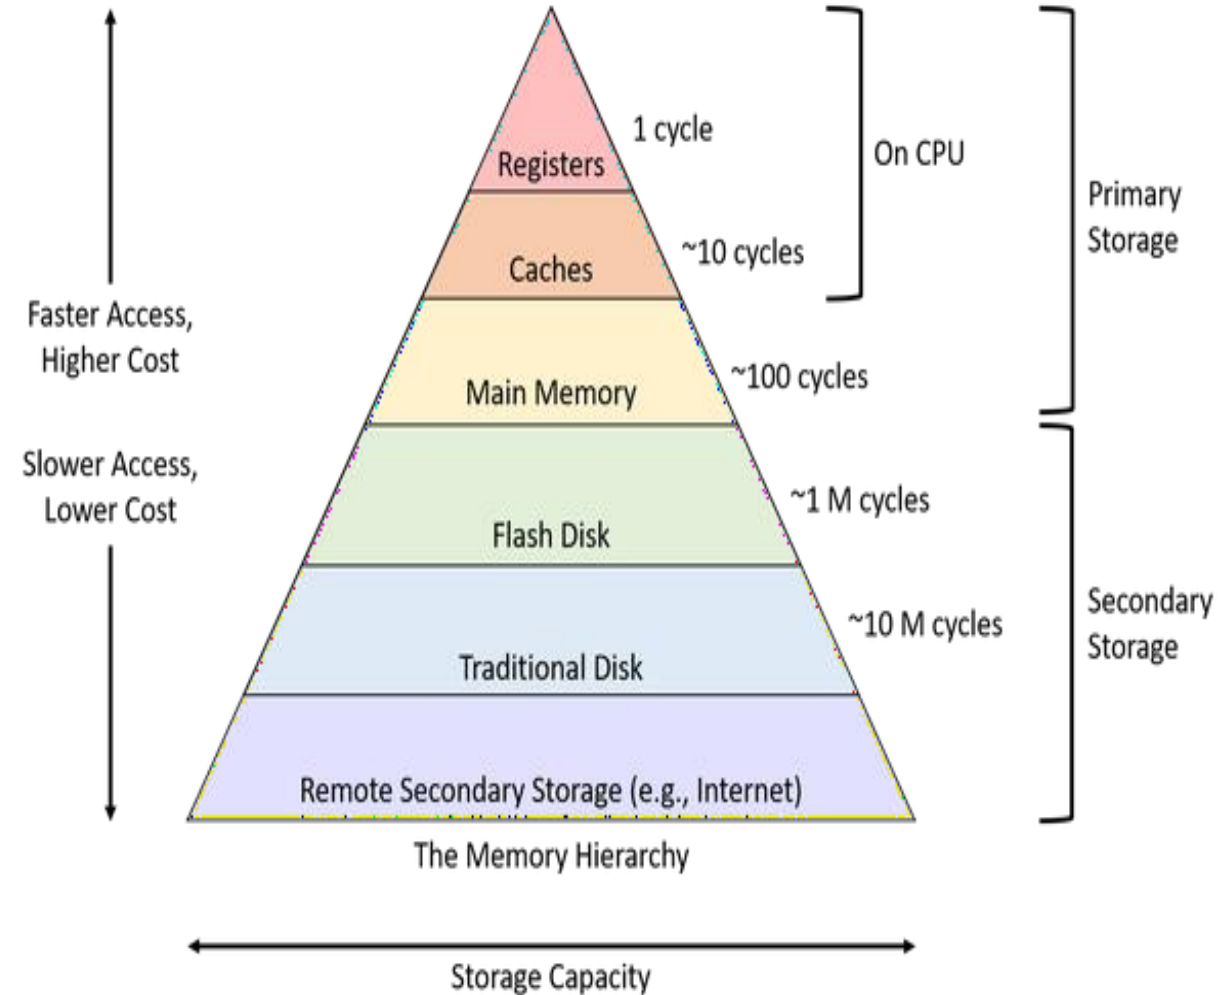 1 cycle
Registers
On CPU
Primary
Storage
~10 cycles
Caches
Faster Access,
Higher Cost
~100 cycles
Main Memory
Slower Access,
Lower Cost
~1 M cycles
Flash Disk
~10 M cycles
Secondary
Storage
Traditional Disk
Remote Secondary Storage (e.g., Internet)
The Memory Hierarchy
Storage Capacity